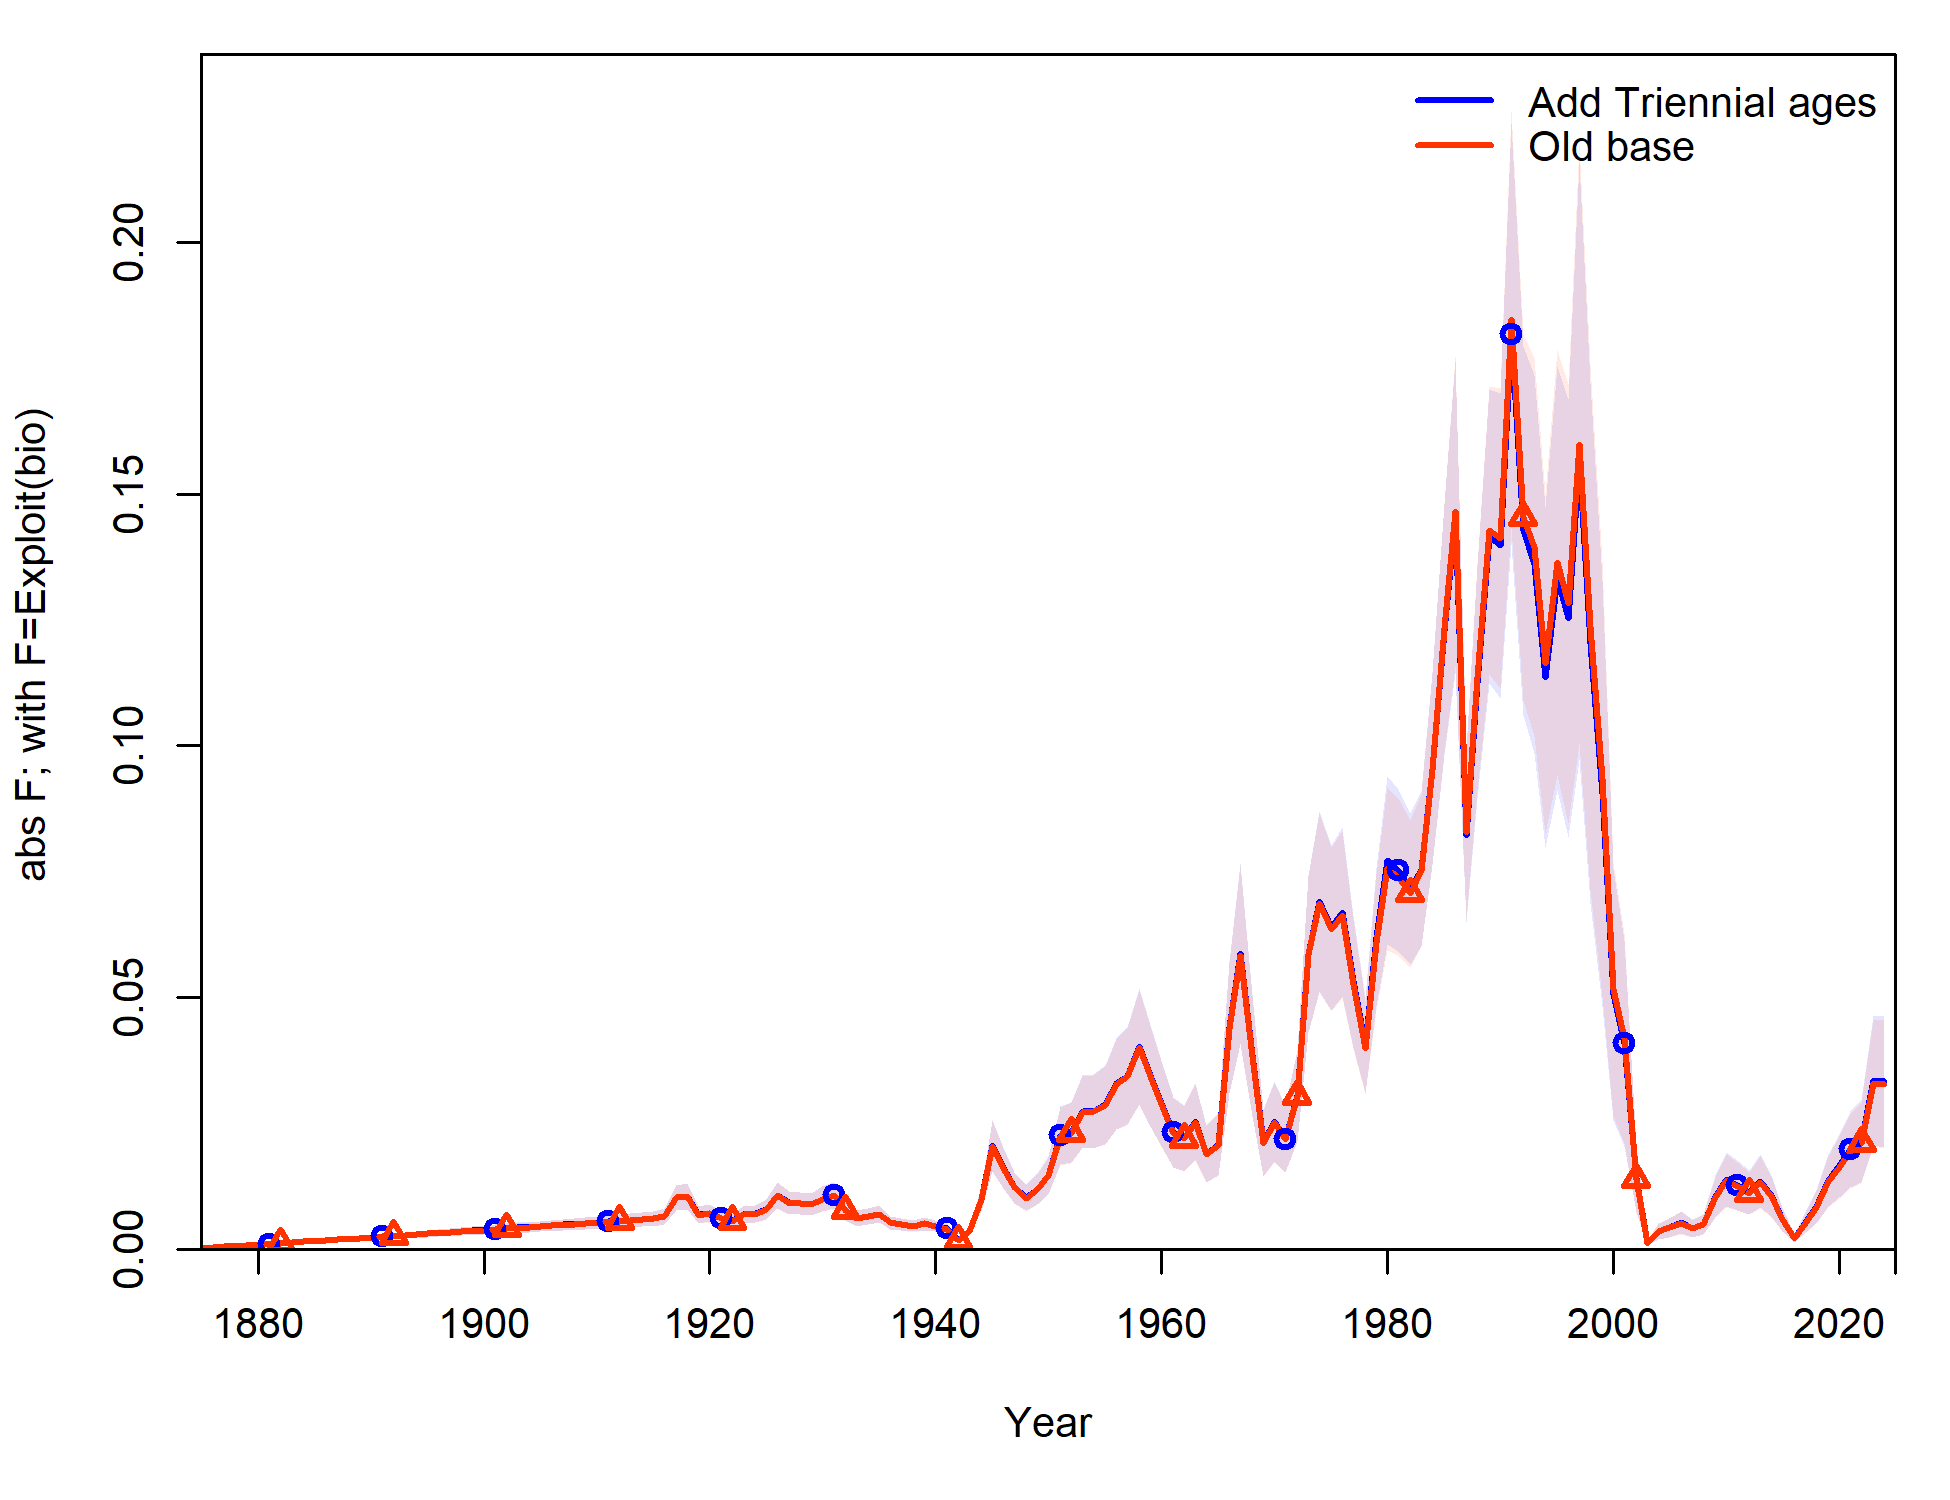 Add Triennial ages
Old base
abs F; with F=Exploit(bio)
0.20
0.15
0.10
0.05
0.00
1880 1900 1920 1940 1960 1980 2000 2020
Year